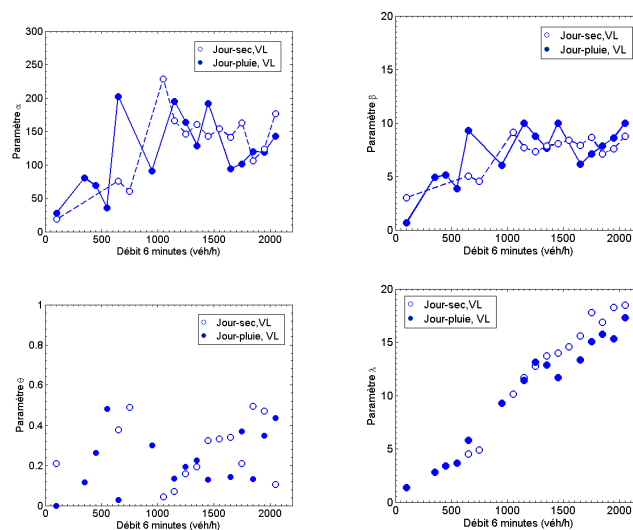 300
250
200
150
100
50
0
Paramètre α
Jour-sec,VL
Jour-pluie, VL
0 500 1000 1500 2000
Débit 6 minutes (véh/h)
20
15
10
5
0
Paramètre β
Jour-sec,VL
Jour-pluie, VL
0 500 1000 1500 2000
Débit 6 minutes (véh/h)
1
0.8
0.6
0.4
0.2
0
Paramètre θ
Jour-sec,VL
Jour-pluie, VL
0 500 1000 1500 2000
Débit 6 minutes (véh/h)
20
15
10
5
0
Paramètre λ
Jour-sec,VL
Jour-pluie, VL
0 500 1000 1500 2000
Débit 6 minutes (véh/h)